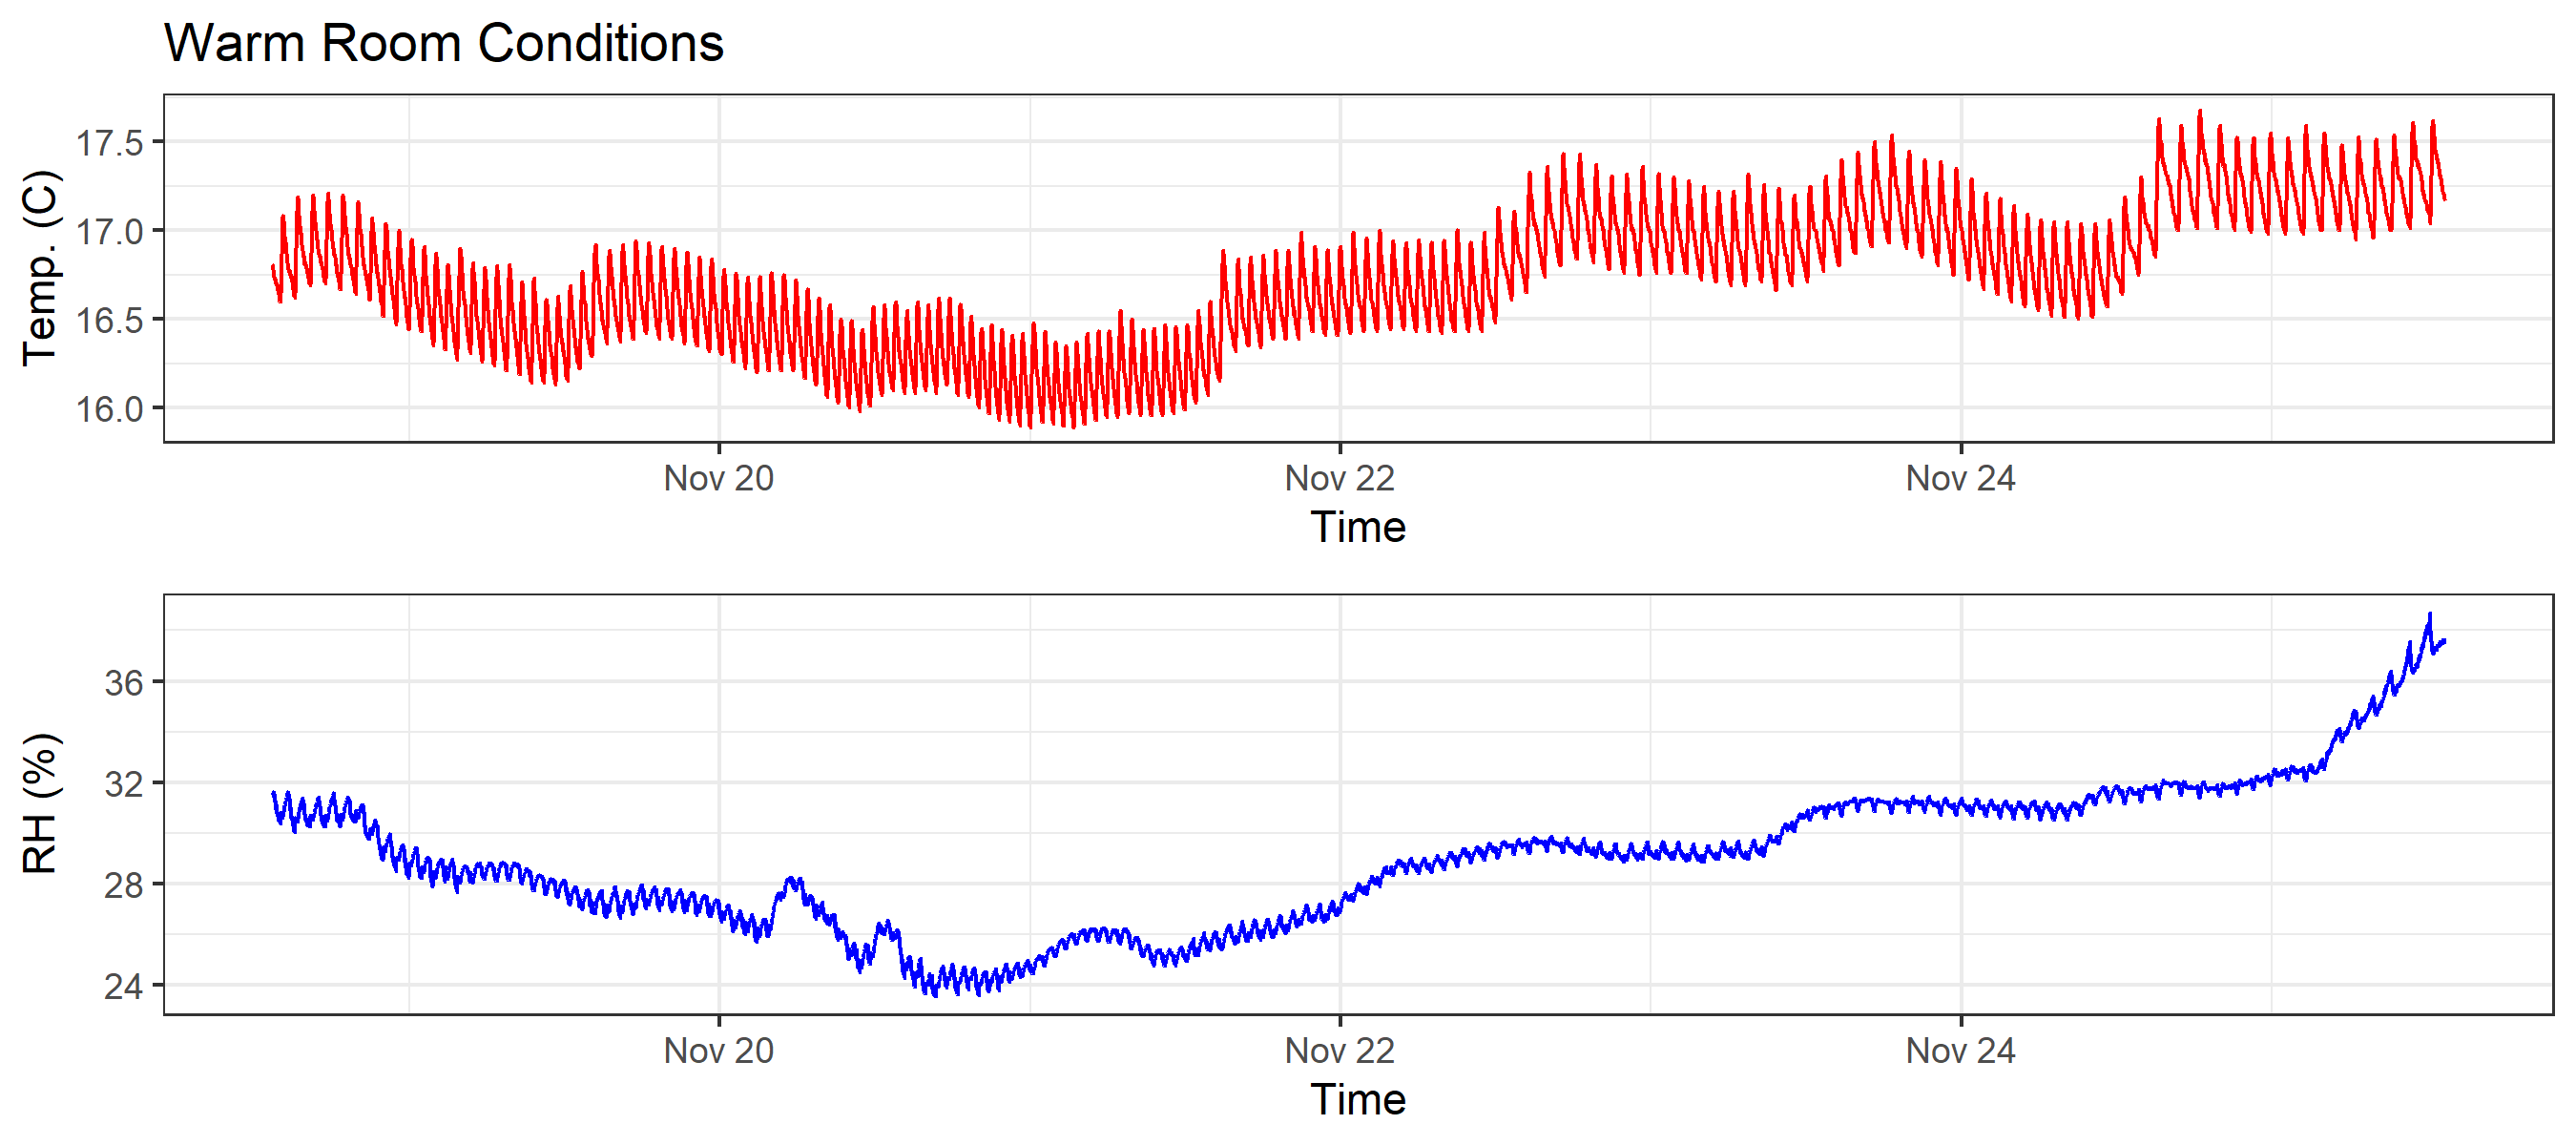 Warm Room Conditions
Temp. (C)
17.5
17.0
16.5
16.0
Nov 20 Nov 22 Nov 24
Time
RH (%)
36
32
28
24
Nov 20 Nov 22 Nov 24
Time